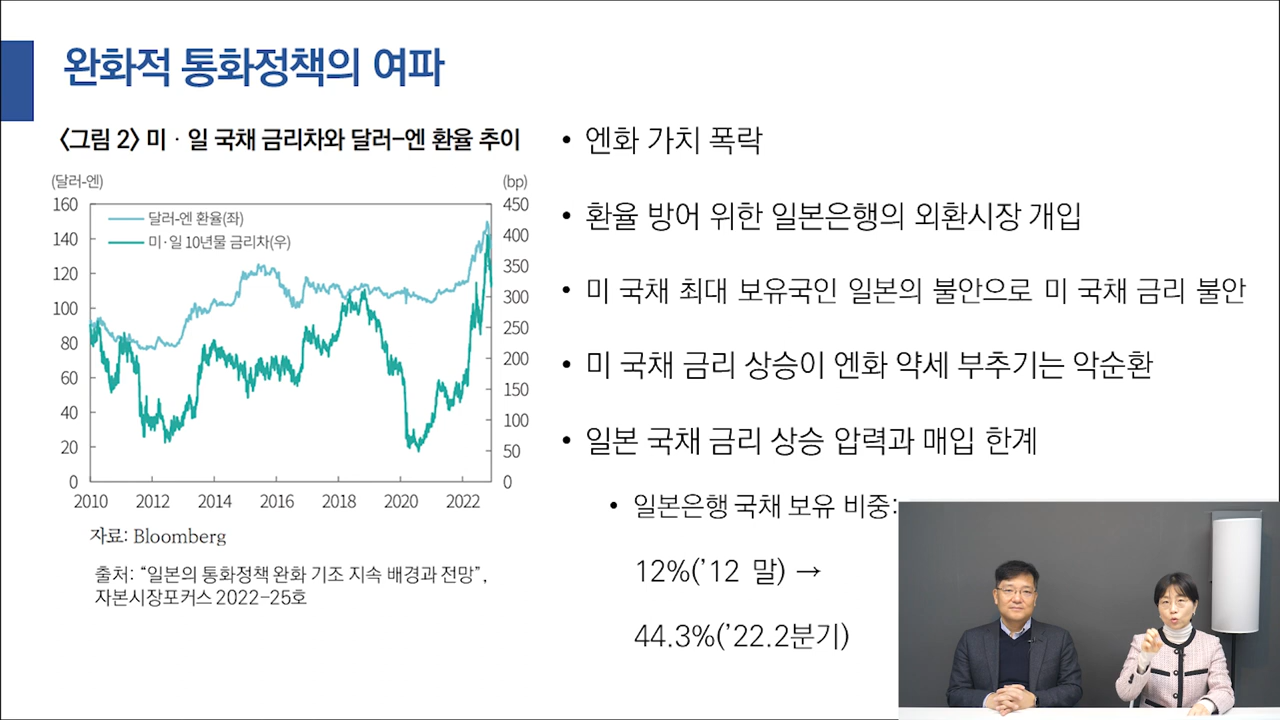 완화적 통화정책의 여파
<그림 2> 미·일 국채 금리차와 달러-엔 환율 추이
(달러-엔)
(bp)
160
140
120
100
80
60
40
20
0
450
400
350
300
250
200
150
100
50
0
달러-엔 환율(좌)
미·일 10년물 금리차(우)
2010 2012 2014 2016 2018 2020 2022
자료: Bloomberg
출처: “일본의 통화정책 완화 기조 지속 배경과 전망”,
자본시장포커스 2022-25호
• 엔화 가치 폭락
• 환율 방어 위한 일본은행의 외환시장 개입
• 미 국채 최대 보유국인 일본의 불안으로 미 국채 금리 불안
• 미 국채 금리 상승이 엔화 약세 부추기는 악순환
• 일본 국채 금리 상승 압력과 매입 한계
• 일본은행 국채 보유 비중:
12%(’12 말) →
44.3%(’22.2분기)